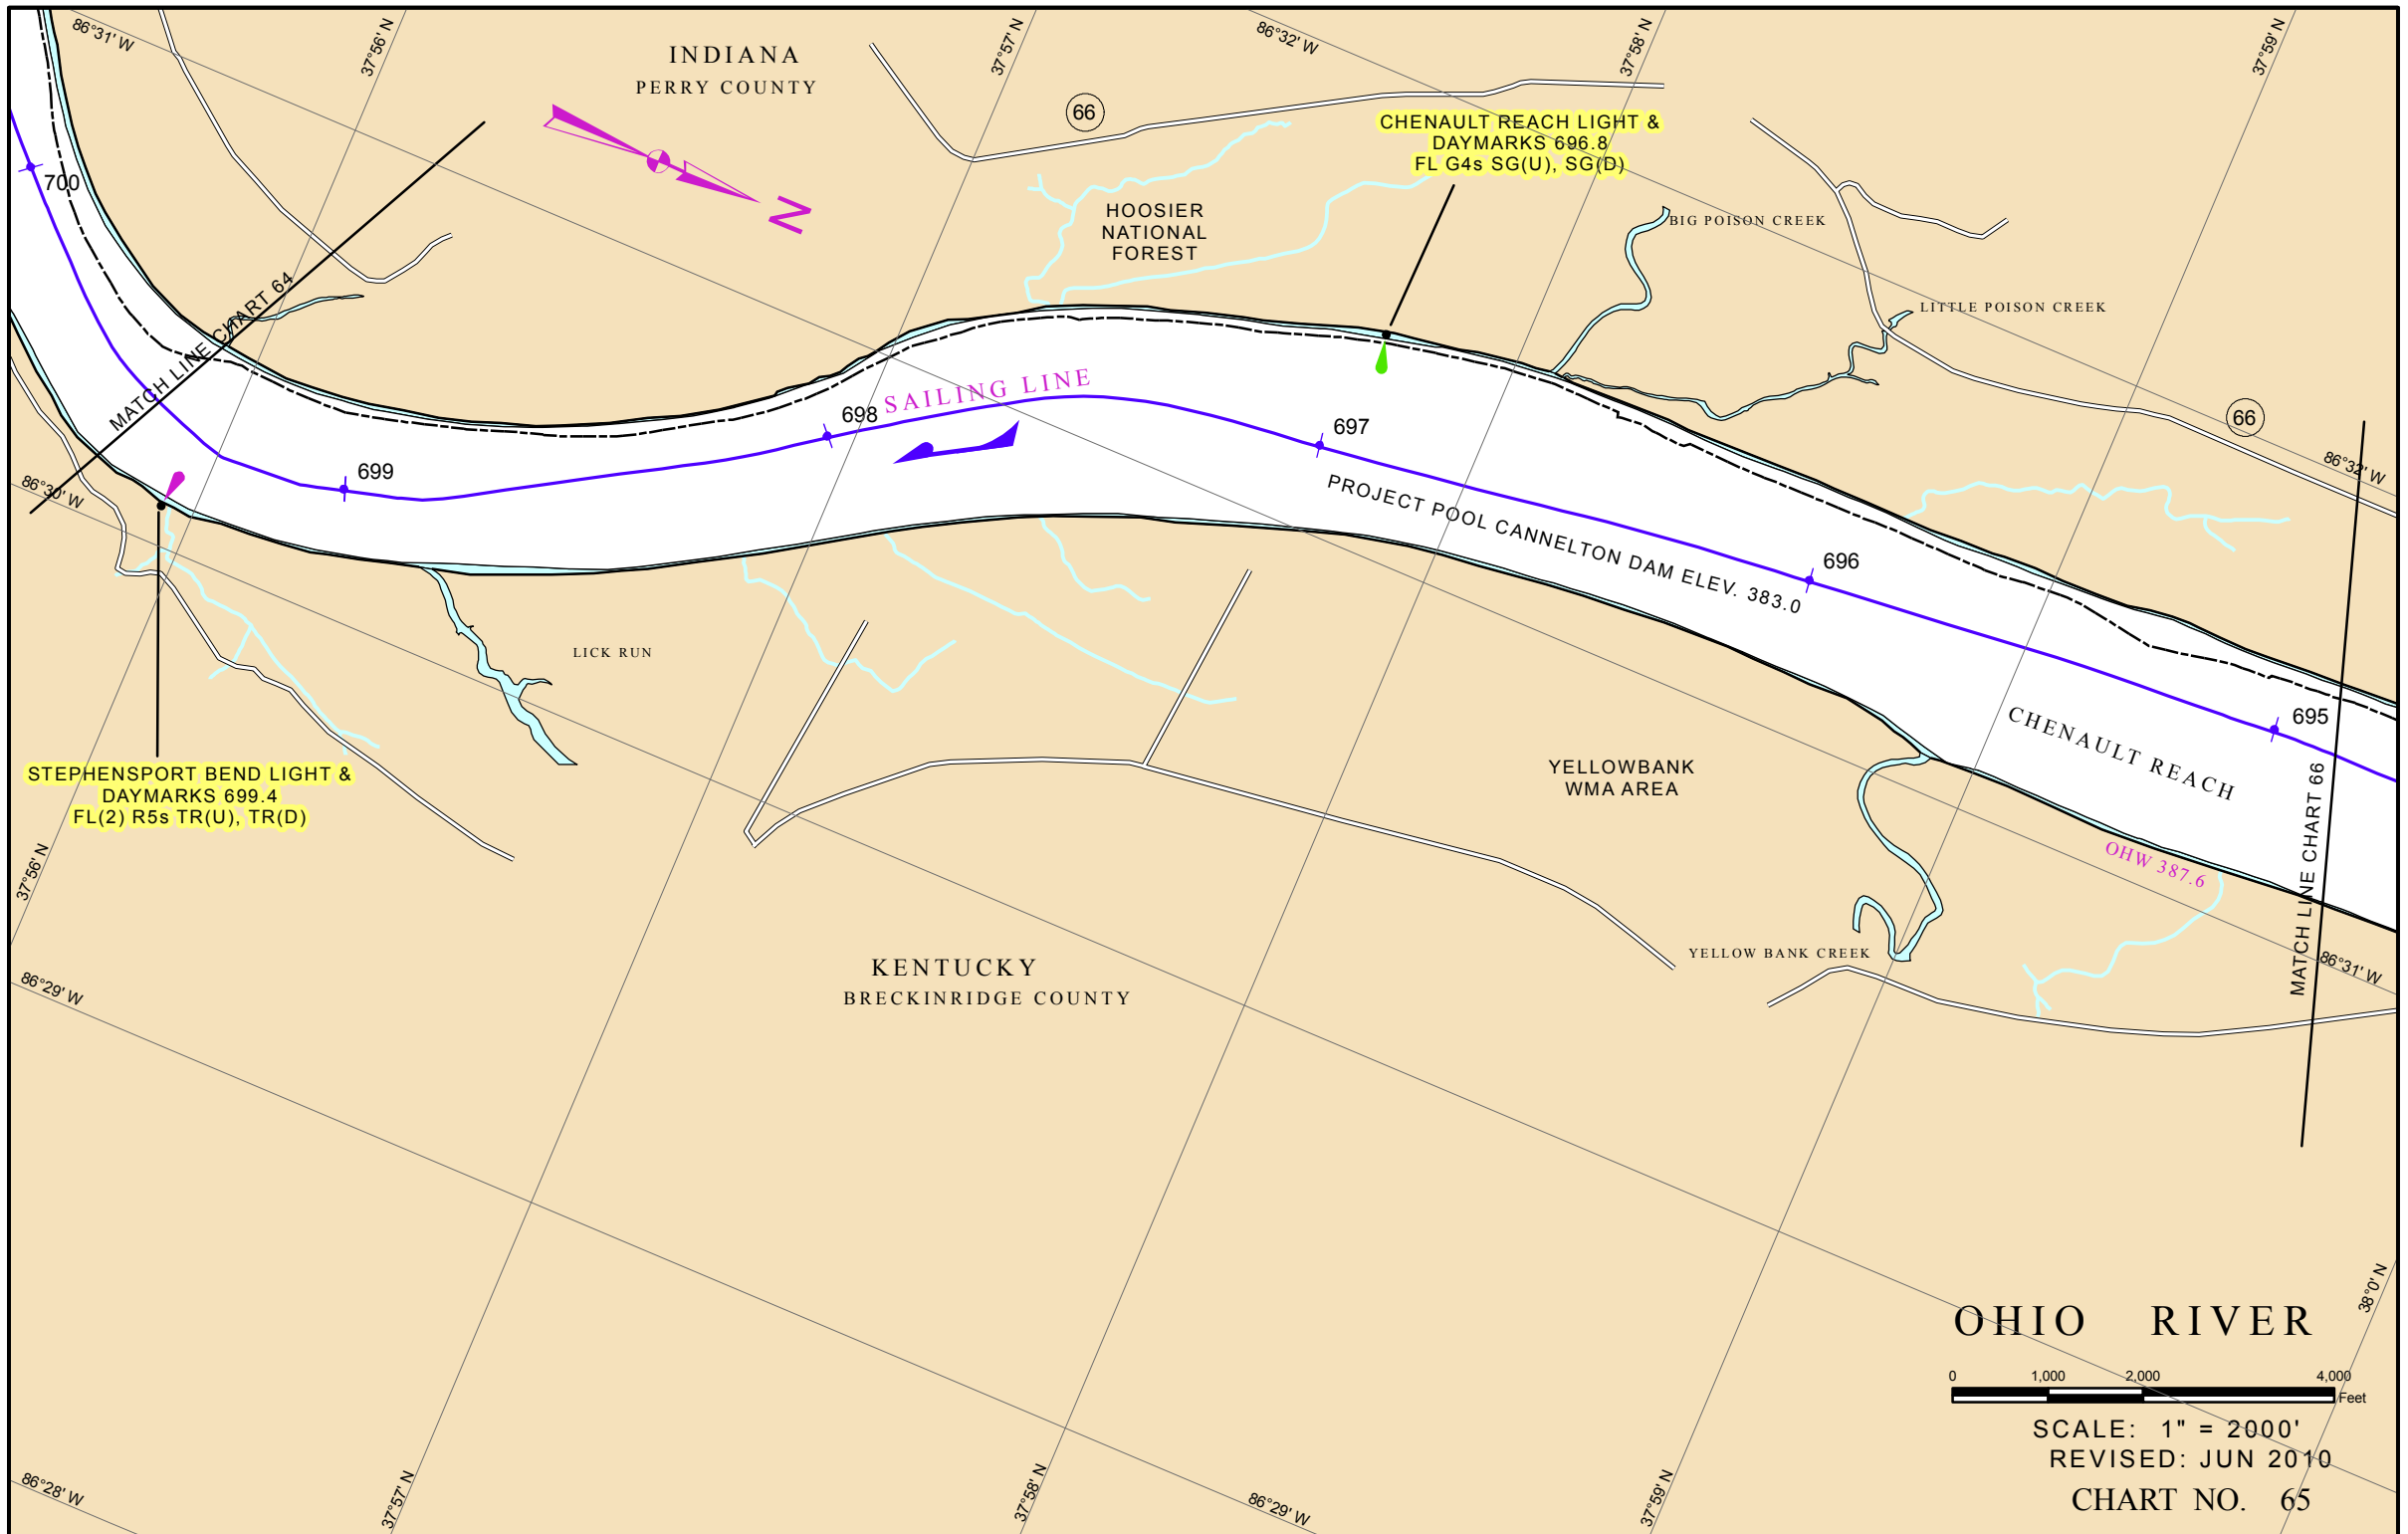 86°31' W
37°56' N
INDIANA
PERRY COUNTY
37°57' N
86°32' W
37°58' N
37°59' N
66
CHENAULT REACH LIGHT &
DAYMARKS 696.8
FL G4s SG(U), SG(D)
700
N
HOOSIER
NATIONAL
FOREST
BIG POISON CREEK
LITTLE POISON CREEK
MATCH LINE CHART 64
SAILING LINE
698
697
66
86°32' W
699
86°30' W
PROJECT POOL CANNELTON DAM ELEV. 383.0
696
LICK RUN
695
CHENAULT REACH
STEPHENSPORT BEND LIGHT &
DAYMARKS 699.4
FL(2) R5s TR(U), TR(D)
YELLOWBANK
WMA AREA
MATCH LINE CHART 66
OHW 387.6
37°56' N
YELLOW BANK CREEK
86°31' W
KENTUCKY
BRECKINRIDGE COUNTY
86°29' W
38°0' N
OHIO RIVER
0 1,000 2,000 4,000
Feet
SCALE: 1" = 2000'
REVISED: JUN 2010
CHART NO. 65
86°28' W
37°57' N
37°58' N
86°29' W
37°59' N